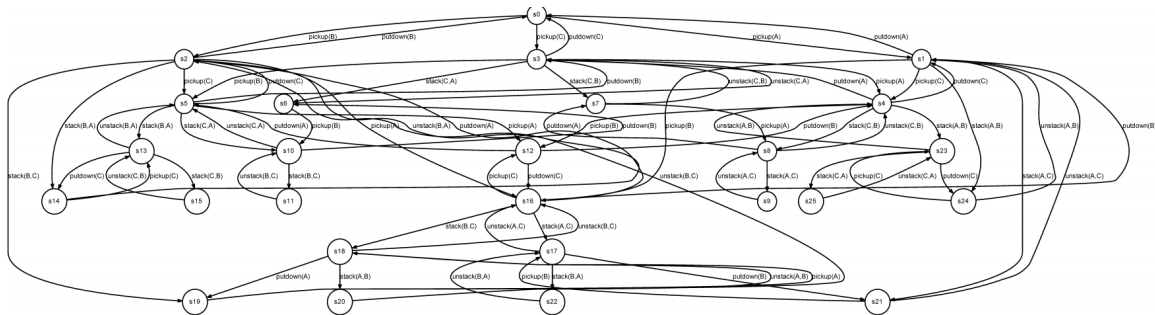 s0
pickup(B) putdown(B) pickup(C) putdown(C) pickup(A) putdown(A)
s2 s3 s1
pickup(C) pickup(B) putdown(C) stack(C,A) stack(C,B) putdown(B) unstack(C,B) unstack(C,A) putdown(A) pickup(A) pickup(C) putdown(C)
s5 s6 s7 s4
stack(B,A) unstack(B,A) stack(B,A) stack(C,A) unstack(C,A) putdown(A) pickup(B) pickup(A) unstack(B,A) putdown(A) pickup(A) putdown(A) pickup(B) putdown(B) pickup(B) unstack(A,B) putdown(B) stack(C,B) unstack(C,B) stack(A,B) stack(A,B) unstack(A,B) putdown(B)
s13 s10 s12 s8 s23
stack(B,C) putdown(C) pickup(C) unstack(C,B) stack(C,B) unstack(B,C) stack(B,C) pickup(C) putdown(C) unstack(B,C) unstack(A,C) stack(A,C) stack(C,A) pickup(C) unstack(C,A) putdown(C) unstack(A,C)
s14 s15 s11 s16 s9 s25 s24
stack(B,C) unstack(A,C) stack(A,C) unstack(B,C)
s18 s17
putdown(A) stack(A,B) unstack(B,A) pickup(B) stack(B,A) putdown(B) unstack(A,B) pickup(A)
s19 s20 s22 s21